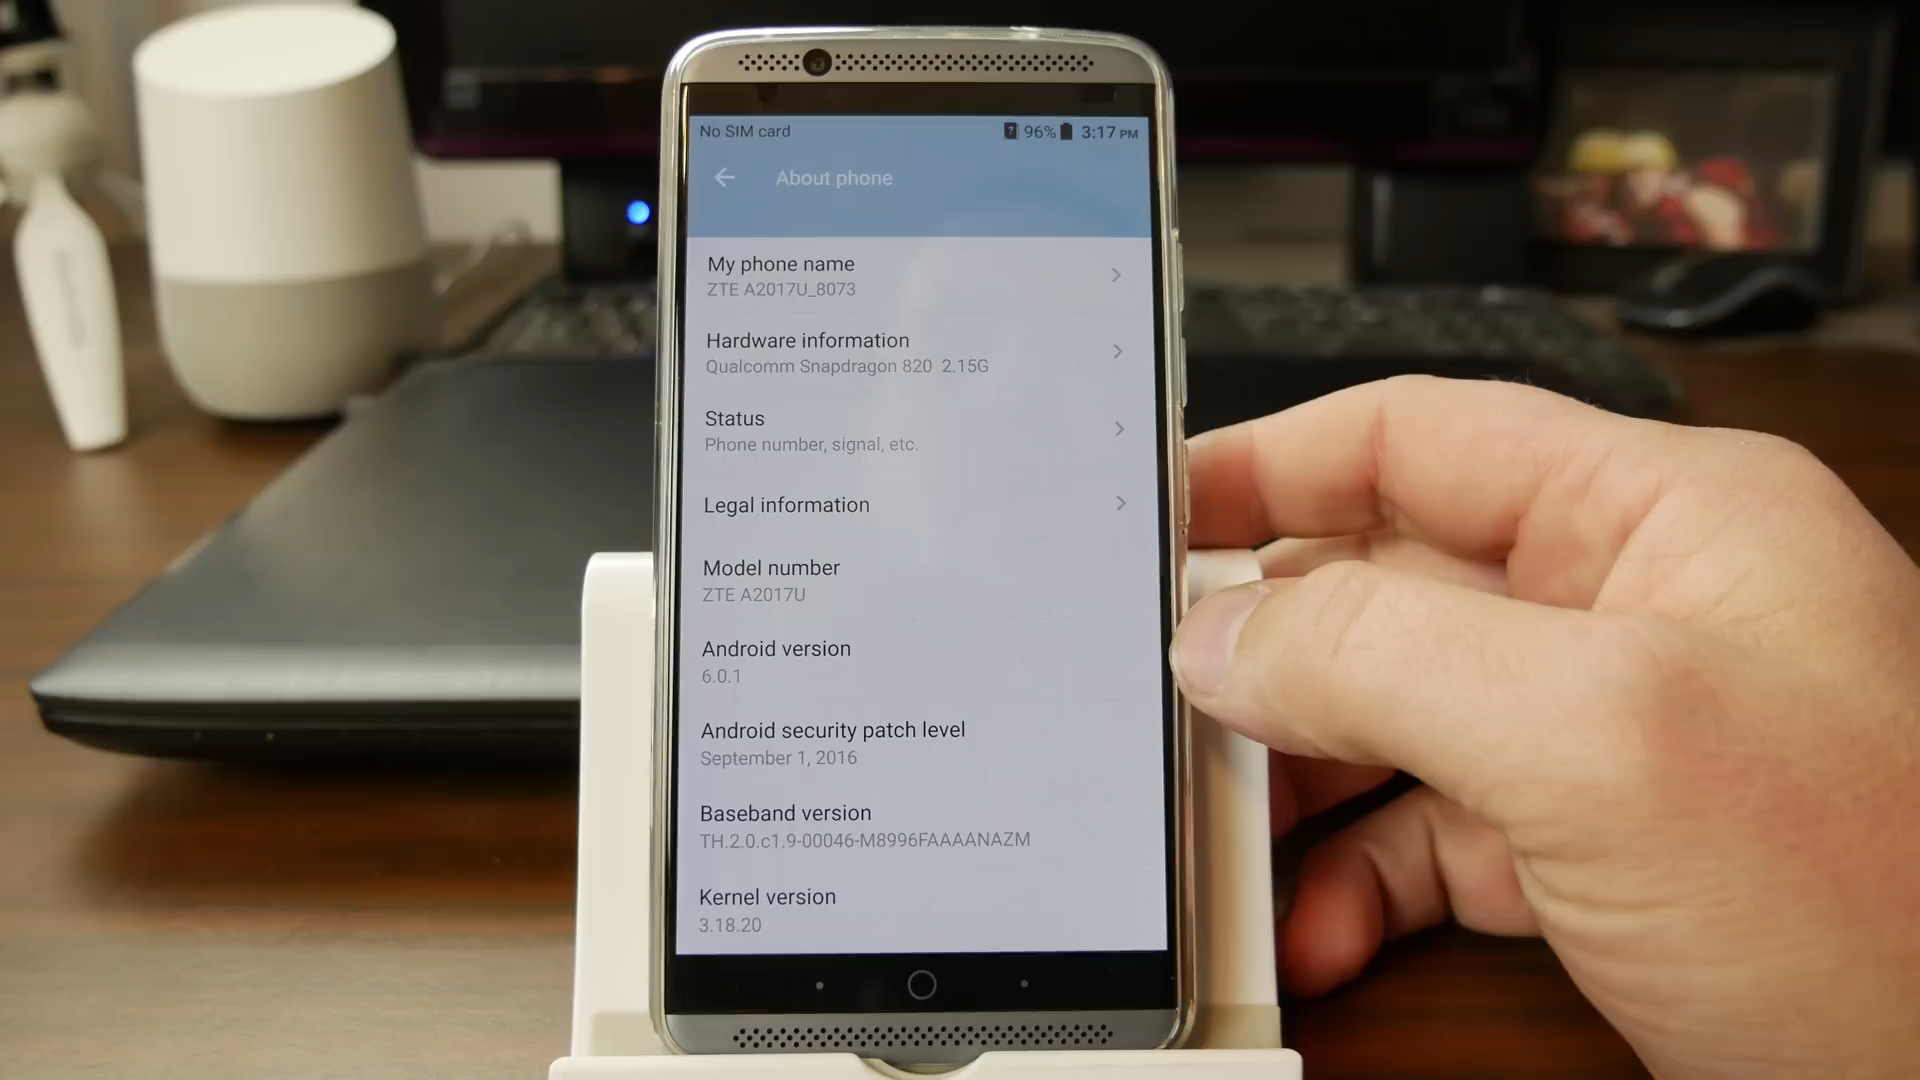 No SIM card 96% 3:17 PM
About phone
My phone name
ZTE A2017U_8073
Hardware information
Qualcomm Snapdragon 820 2.15G
Status
Phone number, signal, etc.
Legal information
Model number
ZTE A2017U
Android version
6.0.1
Android security patch level
September 1, 2016
Baseband version
TH.2.0.c1.9-00046-M8996FAAAANAZM
Kernel version
3.18.20